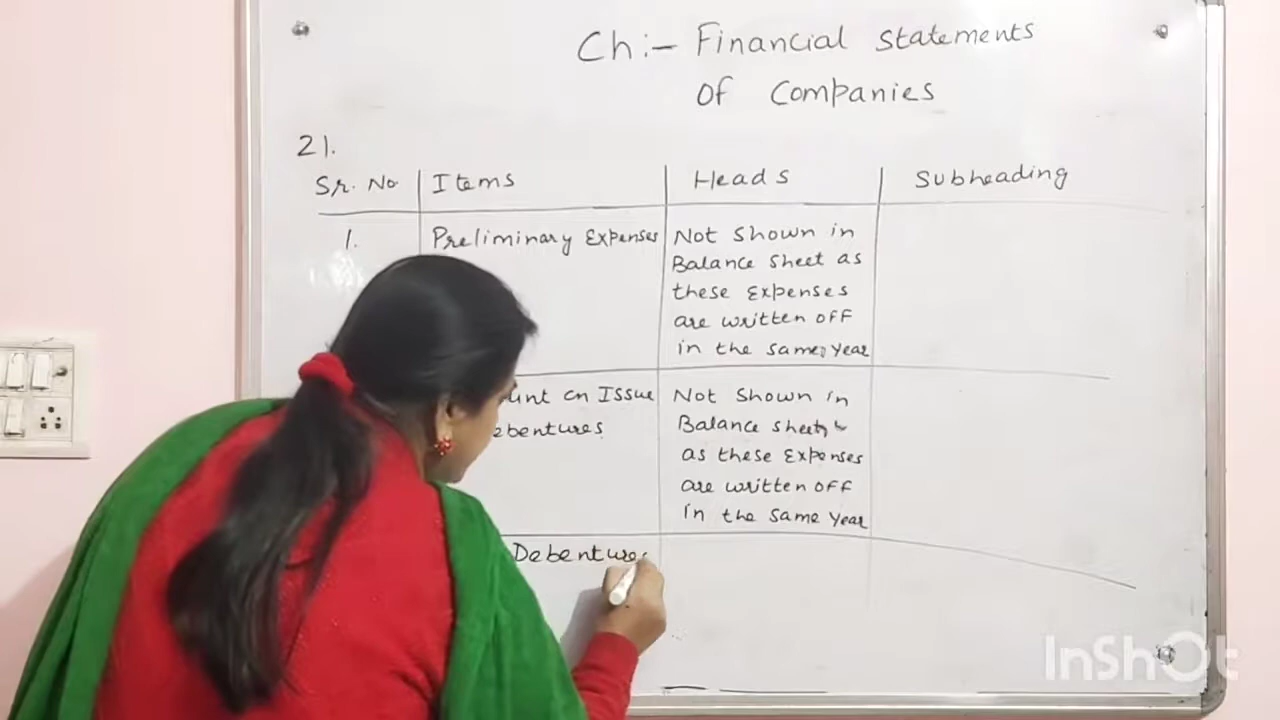 Ch:- Financial Statements
Of Companies
21.
Sr. No. Items Heads Subheading
1. Preliminary Expenses Not Shown in
Balance Sheet as
these Expenses
are written off
in the same year
on Issue Not Shown in
Balance Sheet
as these Expenses
are written off
in the same year
Debentures
InShOt